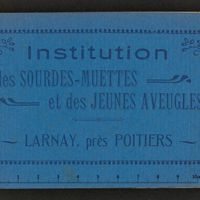 Institution
des SOURDES-MUETTES
et des JEUNES AVEUGLES
LARNAY, près POITIERS